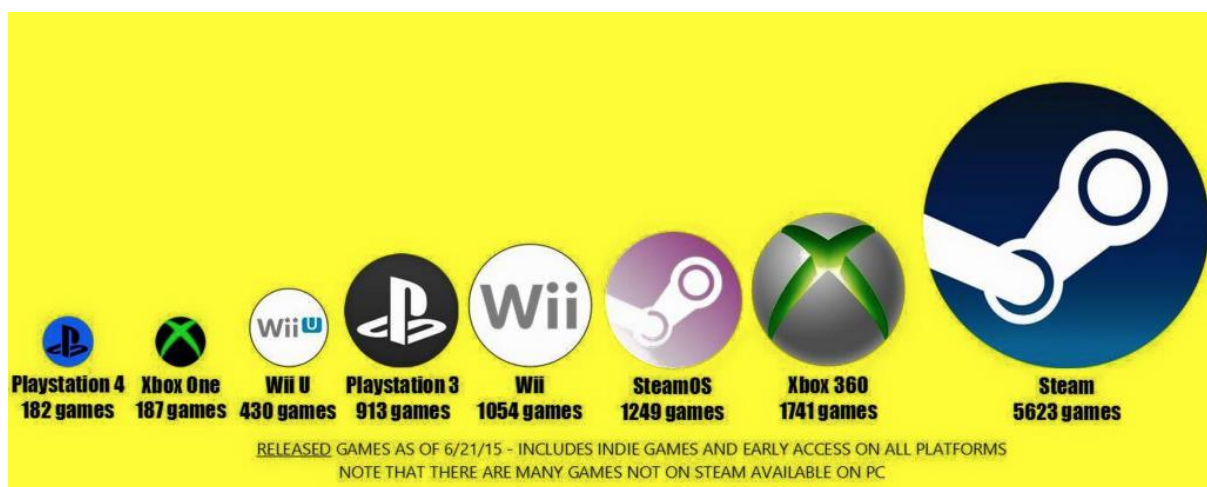 Wii U
Wii
Playstation 4
182 games
Xbox One
187 games
Wii U
430 games
Playstation 3
913 games
Wii
1054 games
SteamOS
1249 games
Xbox 360
1741 games
Steam
5623 games
RELEASED GAMES AS OF 6/21/15 - INCLUDES INDIE GAMES AND EARLY ACCESS ON ALL PLATFORMS
NOTE THAT THERE ARE MANY GAMES NOT ON STEAM AVAILABLE ON PC